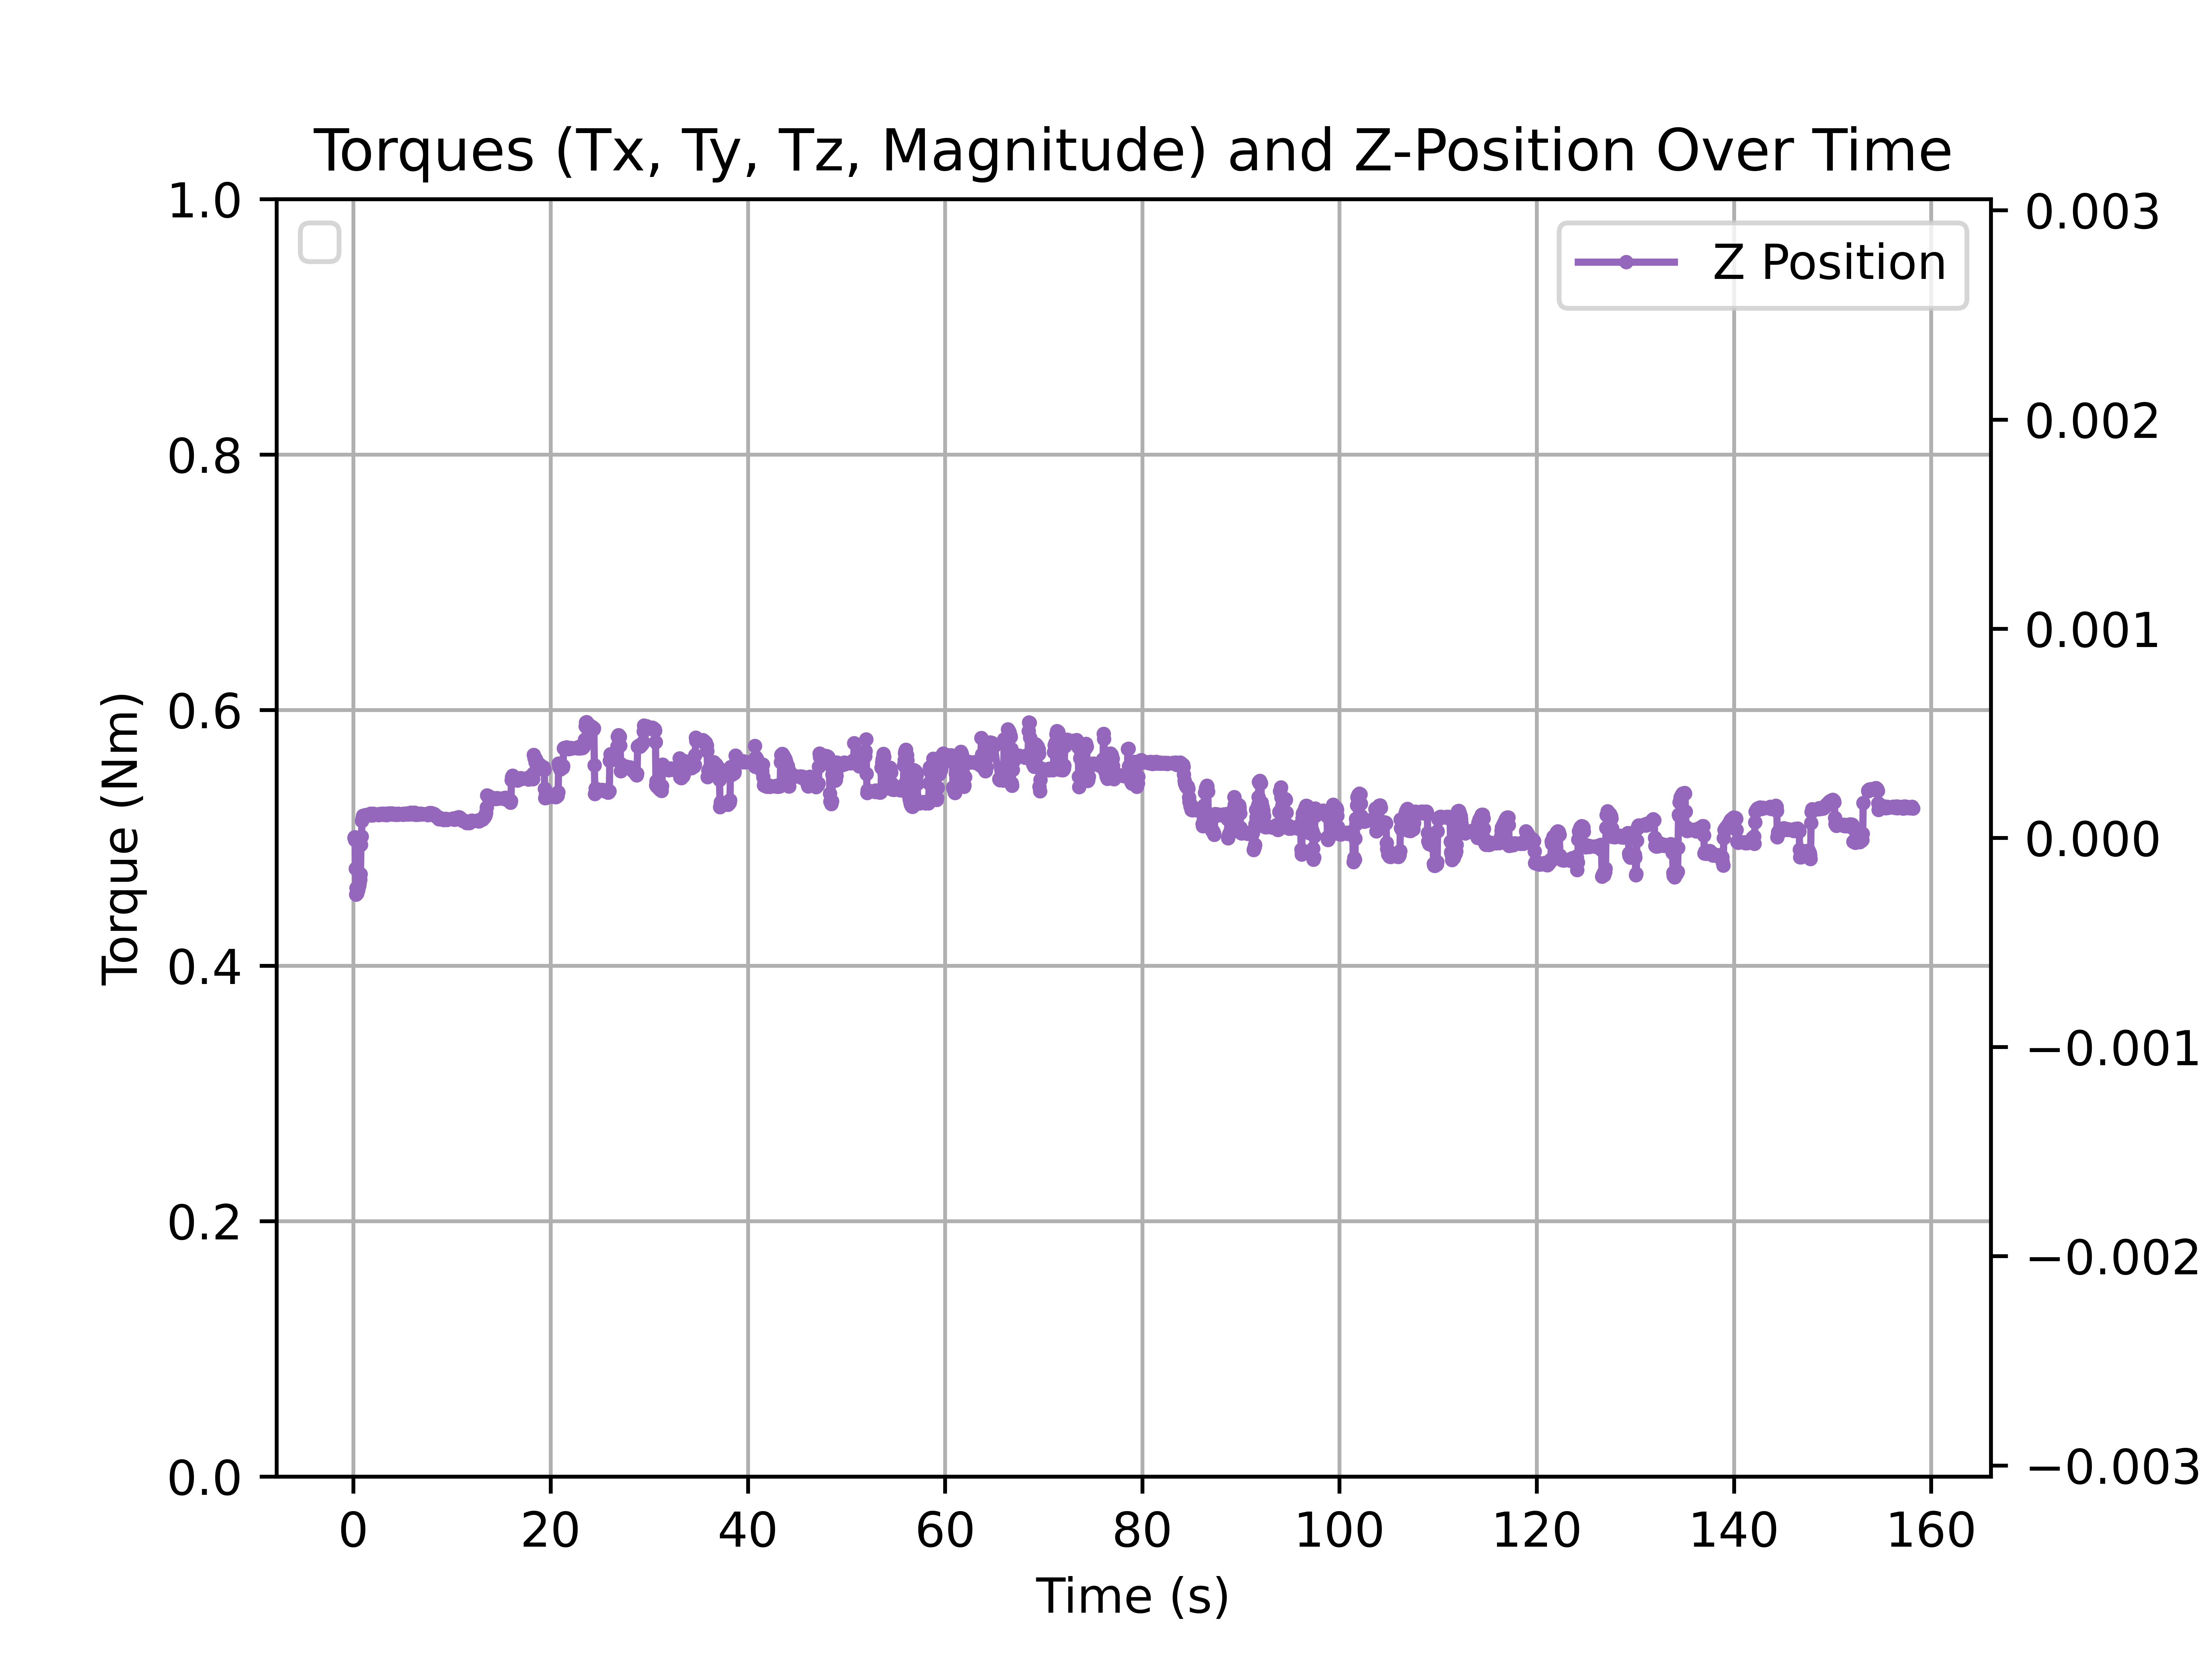 Torques (Tx, Ty, Tz, Magnitude) and Z-Position Over Time
Z Position
Torque (Nm)
1.0
0.8
0.6
0.4
0.2
0.0
0.003
0.002
0.001
0.000
−0.001
−0.002
−0.003
0 20 40 60 80 100 120 140 160
Time (s)